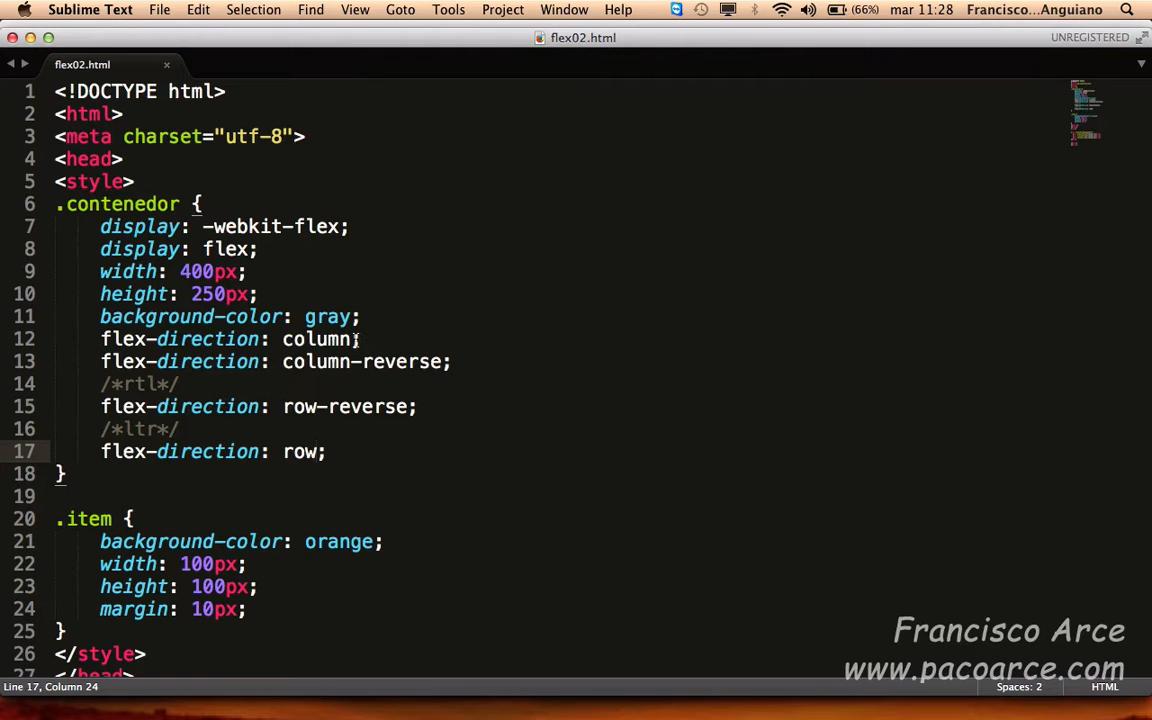 Sublime Text File Edit Selection Find View Goto Tools Project Window Help (66%) mar 11:28 Francisco...Anguiano
flex02.html UNREGISTERED
flex02.html ×
1 <!DOCTYPE html>
2 <html>
3 <meta charset="utf-8">
4 <head>
5 <style>
6 .contenedor {
7 display: -webkit-flex;
8 display: flex;
9 width: 400px;
10 height: 250px;
11 background-color: gray;
12 flex-direction: column;
13 flex-direction: column-reverse;
14 /*rtl*/
15 flex-direction: row-reverse;
16 /*ltr*/
17 flex-direction: row;
18 }
19
20 .item {
21 background-color: orange;
22 width: 100px;
23 height: 100px;
24 margin: 10px;
25 }
26 </style>
27 </head>
Francisco Arce
www.pacoarce.com
Line 17, Column 24 Spaces: 2 HTML